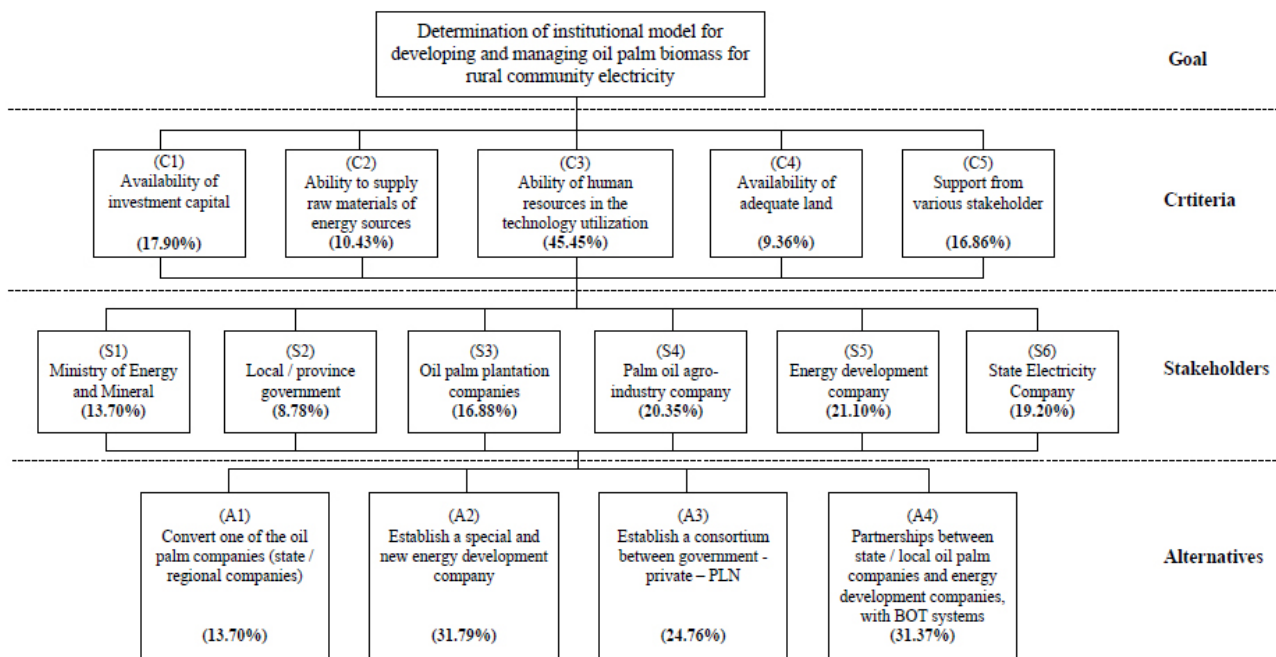 Determination of institutional model for
developing and managing oil palm biomass for
rural community electricity
Goal
(C1)
Availability of
investment capital
(17.90%)
(C2)
Ability to supply
raw materials of
energy sources
(10.43%)
(C3)
Ability of human
resources in the
technology utilization
(45.45%)
(C4)
Availability of
adequate land
(9.36%)
(C5)
Support from
various stakeholder
(16.86%)
Crtiteria
(S1)
Ministry of Energy
and Mineral
(13.70%)
(S2)
Local / province
government
(8.78%)
(S3)
Oil palm plantation
companies
(16.88%)
(S4)
Palm oil agro-
industry company
(20.35%)
(S5)
Energy development
company
(21.10%)
(S6)
State Electricity
Company
(19.20%)
Stakeholders
(A1)
Convert one of the oil
palm companies (state /
regional companies)
(13.70%)
(A2)
Establish a special and
new energy development
company
(31.79%)
(A3)
Establish a consortium
between government -
private – PLN
(24.76%)
(A4)
Partnerships between
state / local oil palm
companies and energy
development companies,
with BOT systems
(31.37%)
Alternatives